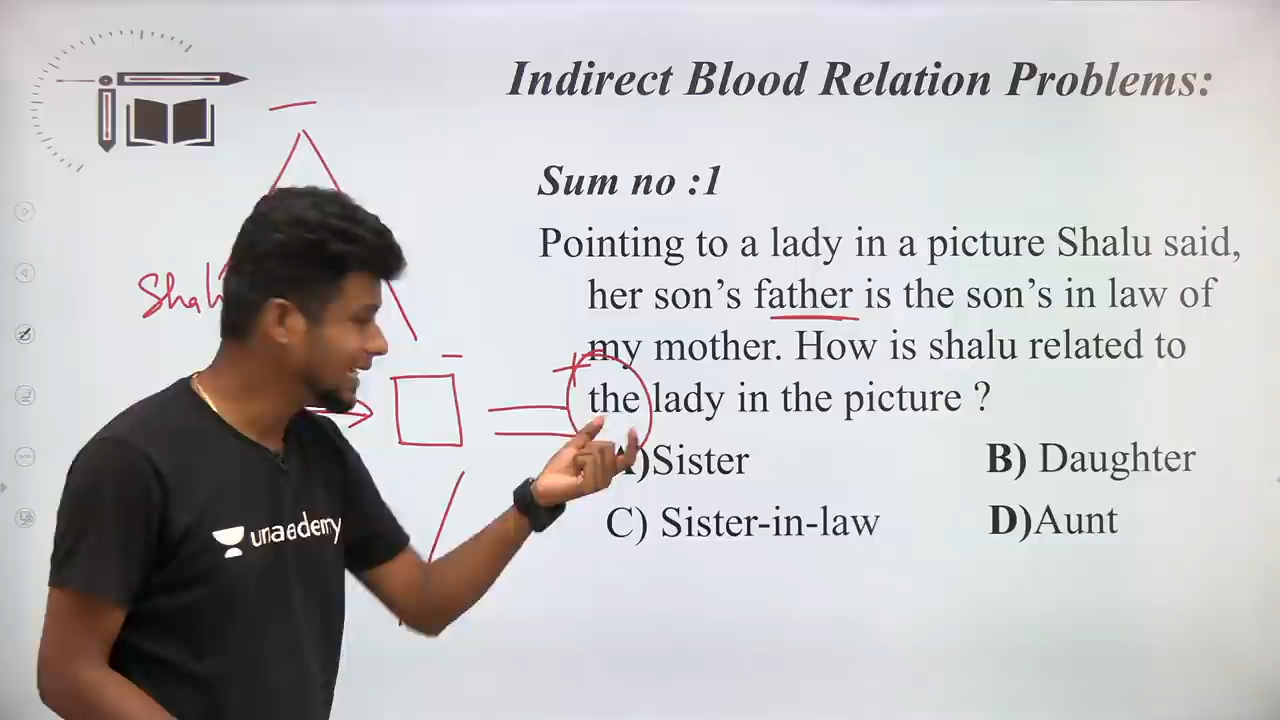 Indirect Blood Relation Problems:
Sum no :1
Pointing to a lady in a picture Shalu said,
her son's father is the son's in law of
my mother. How is shalu related to
the lady in the picture ?
)Sister B) Daughter
C) Sister-in-law D)Aunt
Shal
unacademy